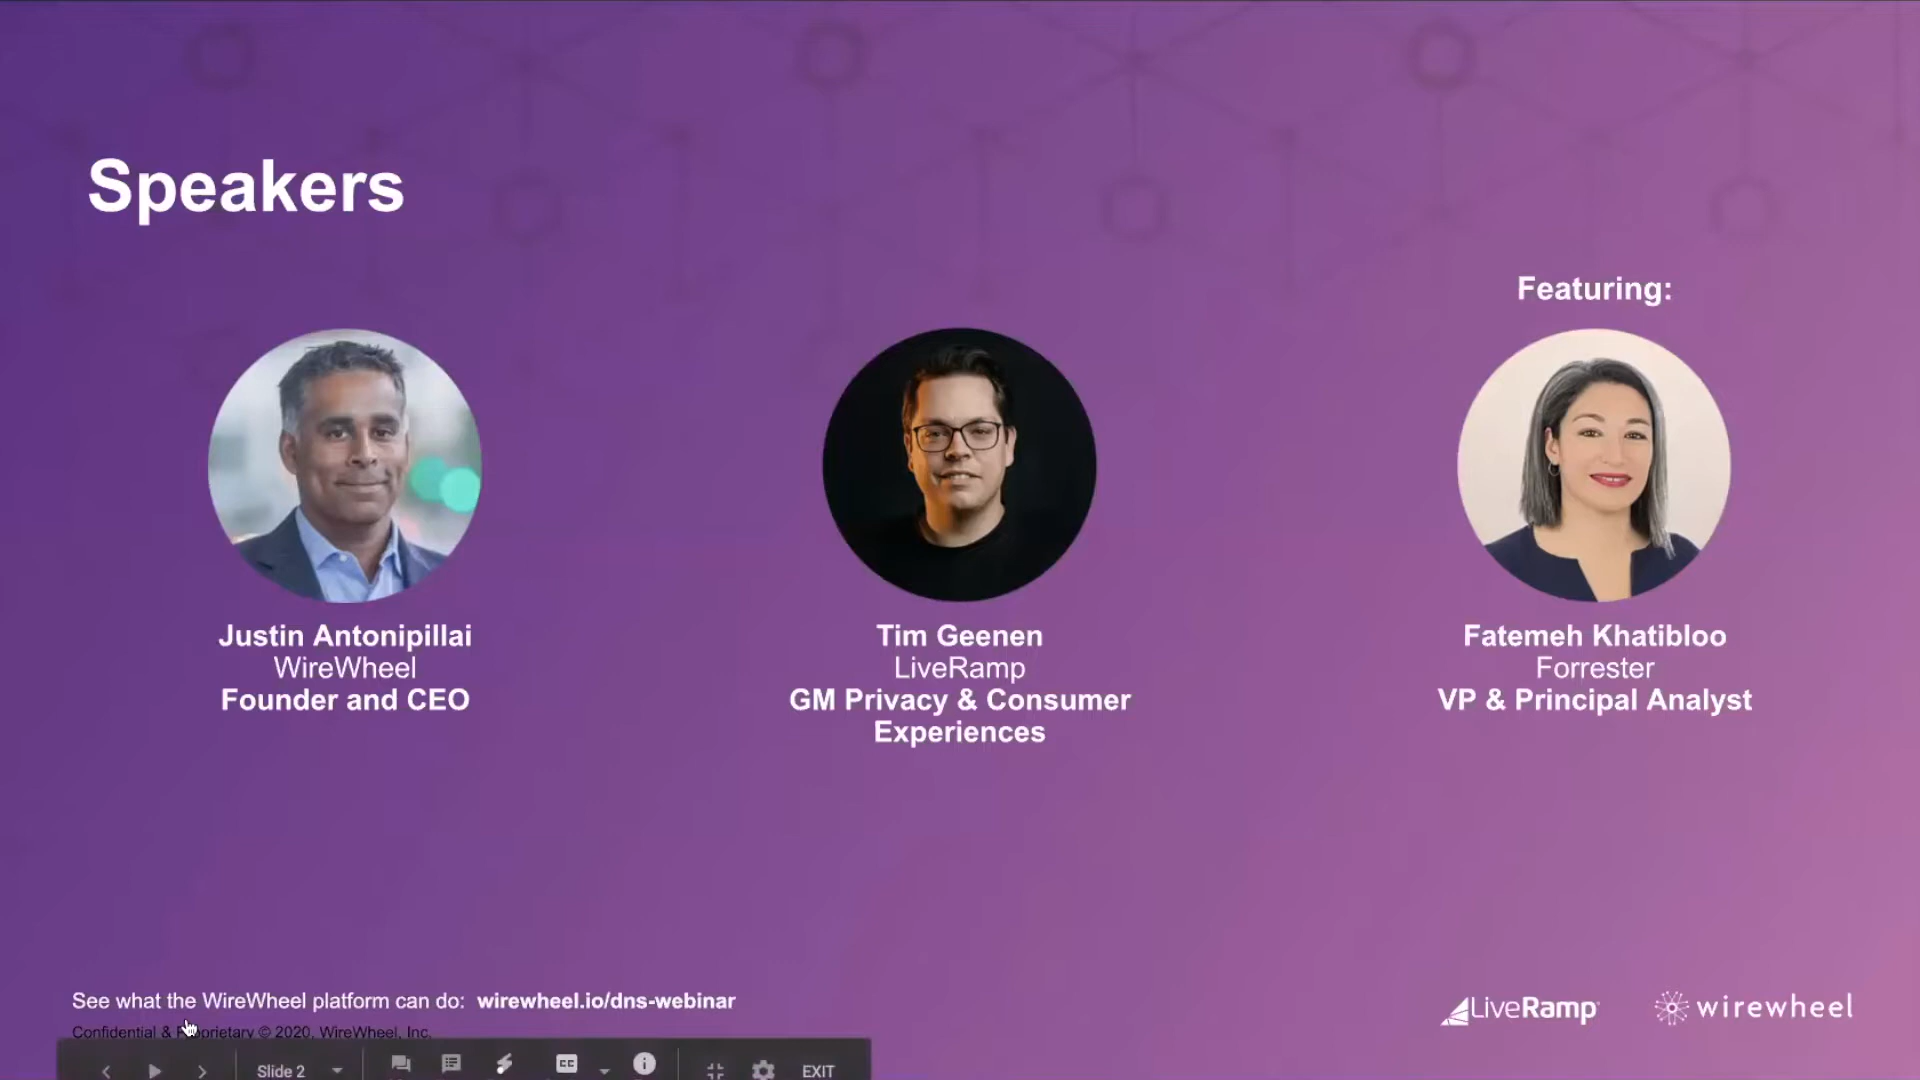 Speakers
Featuring:
Justin Antonipillai
WireWheel
Founder and CEO
Tim Geenen
LiveRamp
GM Privacy & Consumer
Experiences
Fatemeh Khatibloo
Forrester
VP & Principal Analyst
See what the WireWheel platform can do: wirewheel.io/dns-webinar
Confidential & Proprietary © 2020, WireWheel, Inc.
LiveRamp
wirewheel
Slide 2
CC
EXIT